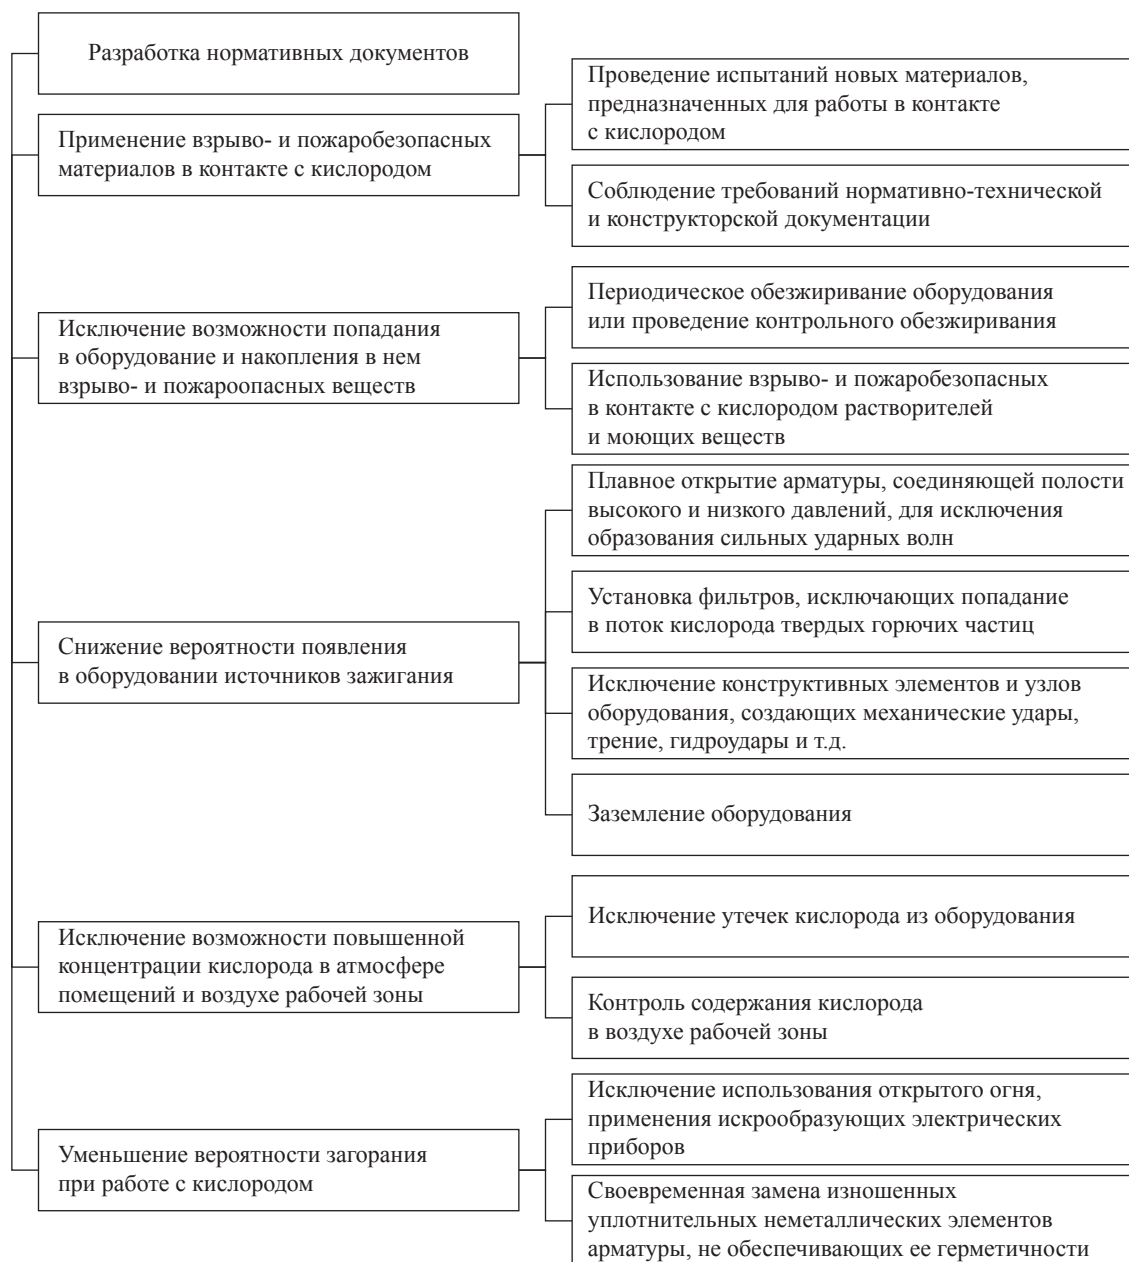 Разработка нормативных документов
Применение взрыво- и пожаробезопасных
материалов в контакте с кислородом
Проведение испытаний новых материалов,
предназначенных для работы в контакте
с кислородом
Соблюдение требований нормативно-технической
и конструкторской документации
Исключение возможности попадания
в оборудование и накопления в нем
взрыво- и пожароопасных веществ
Периодическое обезжиривание оборудования
или проведение контрольного обезжиривания
Использование взрыво- и пожаробезопасных
в контакте с кислородом растворителей
и моющих веществ
Снижение вероятности появления
в оборудовании источников зажигания
Плавное открытие арматуры, соединяющей полости
высокого и низкого давлений, для исключения
образования сильных ударных волн
Установка фильтров, исключающих попадание
в поток кислорода твердых горючих частиц
Исключение конструктивных элементов и узлов
оборудования, создающих механические удары,
трение, гидроудары и т.д.
Заземление оборудования
Исключение возможности повышенной
концентрации кислорода в атмосфере
помещений и воздухе рабочей зоны
Исключение утечек кислорода из оборудования
Контроль содержания кислорода
в воздухе рабочей зоны
Уменьшение вероятности загорания
при работе с кислородом
Исключение использования открытого огня,
применения искрообразующих электрических
приборов
Своевременная замена изношенных
уплотнительных неметаллических элементов
арматуры, не обеспечивающих ее герметичности